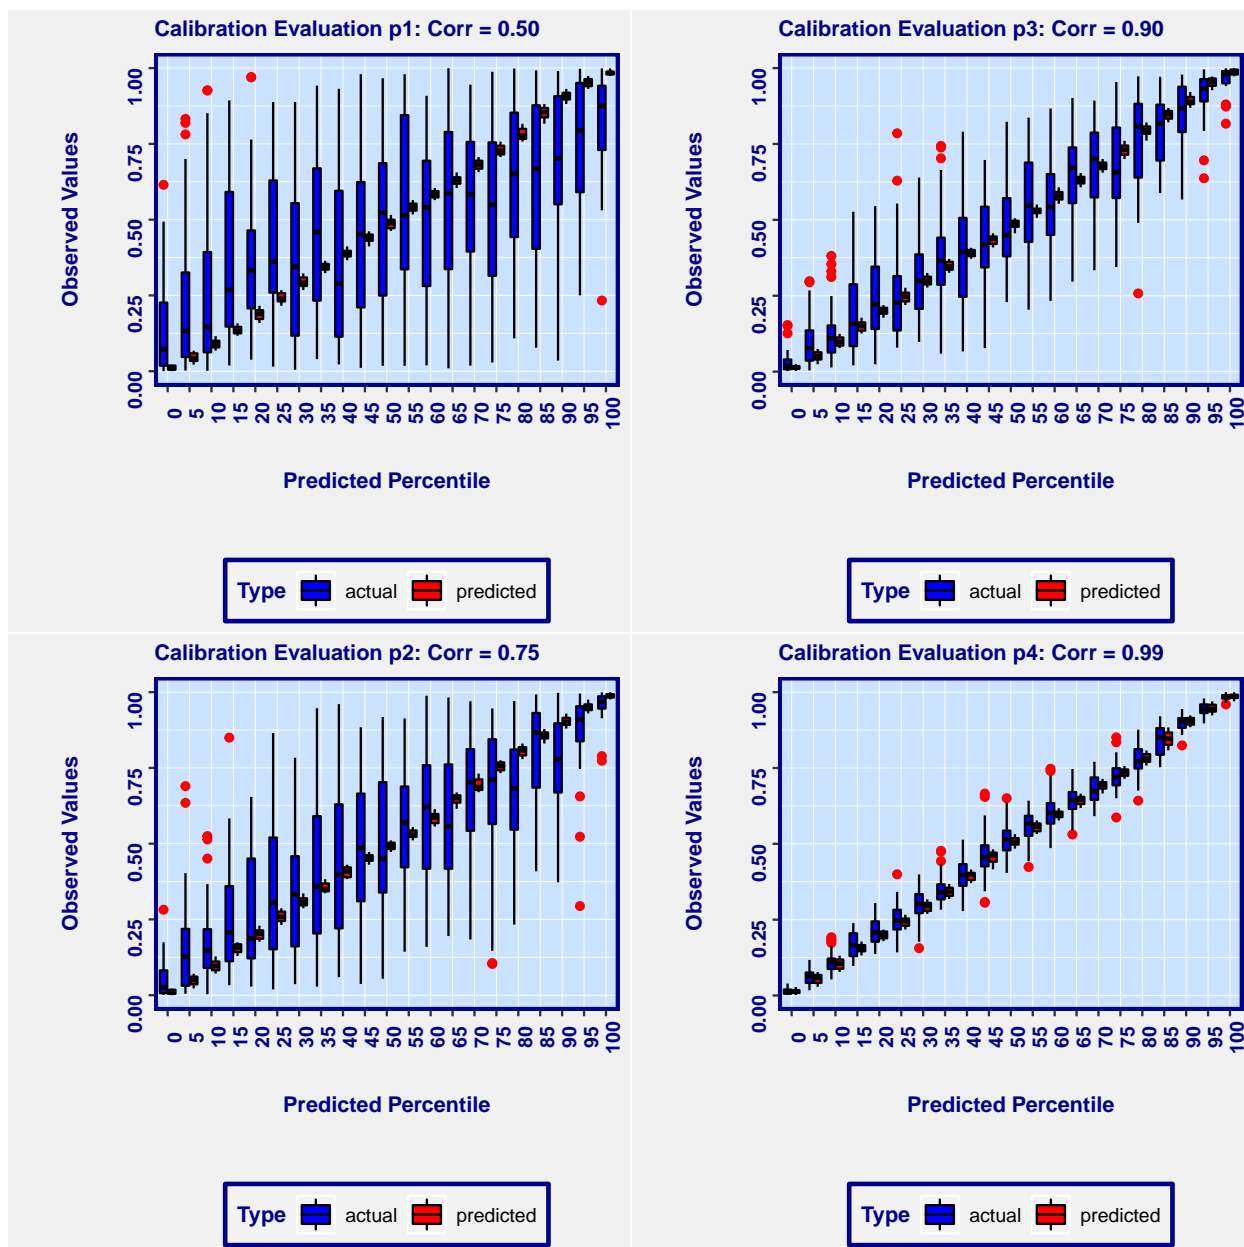 Calibration Evaluation p1: Corr = 0.50
Observed Values
1.00
0.75
0.50
0.25
0.00
0 5 10 15 20 25 30 35 40 45 50 55 60 65 70 75 80 85 90 95 100
Predicted Percentile
Type actual predicted
Calibration Evaluation p3: Corr = 0.90
Observed Values
1.00
0.75
0.50
0.25
0.00
0 5 10 15 20 25 30 35 40 45 50 55 60 65 70 75 80 85 90 95 100
Predicted Percentile
Type actual predicted
Calibration Evaluation p2: Corr = 0.75
Observed Values
1.00
0.75
0.50
0.25
0.00
0 5 10 15 20 25 30 35 40 45 50 55 60 65 70 75 80 85 90 95 100
Predicted Percentile
Type actual predicted
Calibration Evaluation p4: Corr = 0.99
Observed Values
1.00
0.75
0.50
0.25
0.00
0 5 10 15 20 25 30 35 40 45 50 55 60 65 70 75 80 85 90 95 100
Predicted Percentile
Type actual predicted